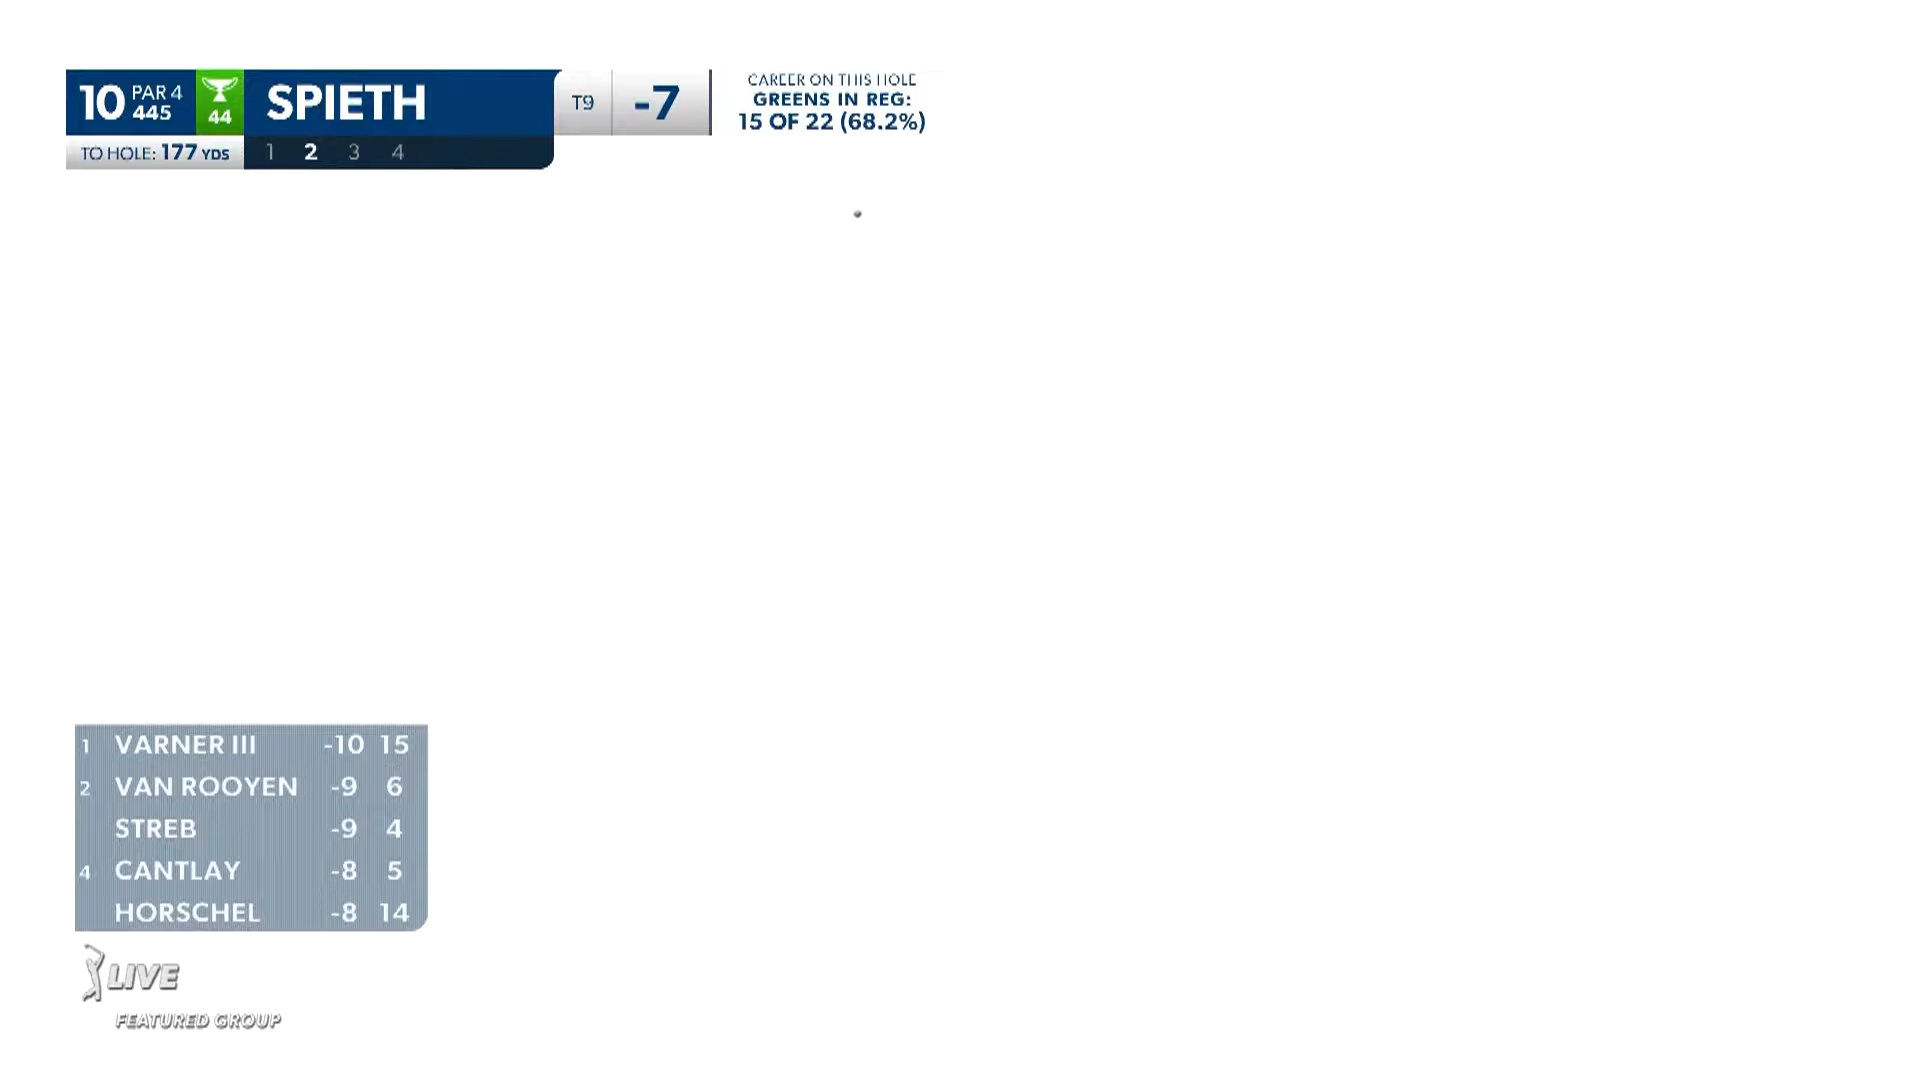 10 PAR 4 445 44 SPIETH T9 -7
TO HOLE: 177 YDS 1 2 3 4
CAREER ON THIS HOLE
GREENS IN REG:
15 OF 22 (68.2%)
1 VARNER III -10 15
2 VAN ROOYEN -9 6
STREB -9 4
4 CANTLAY -8 5
HORSCHEL -8 14
LIVE
FEATURED GROUP